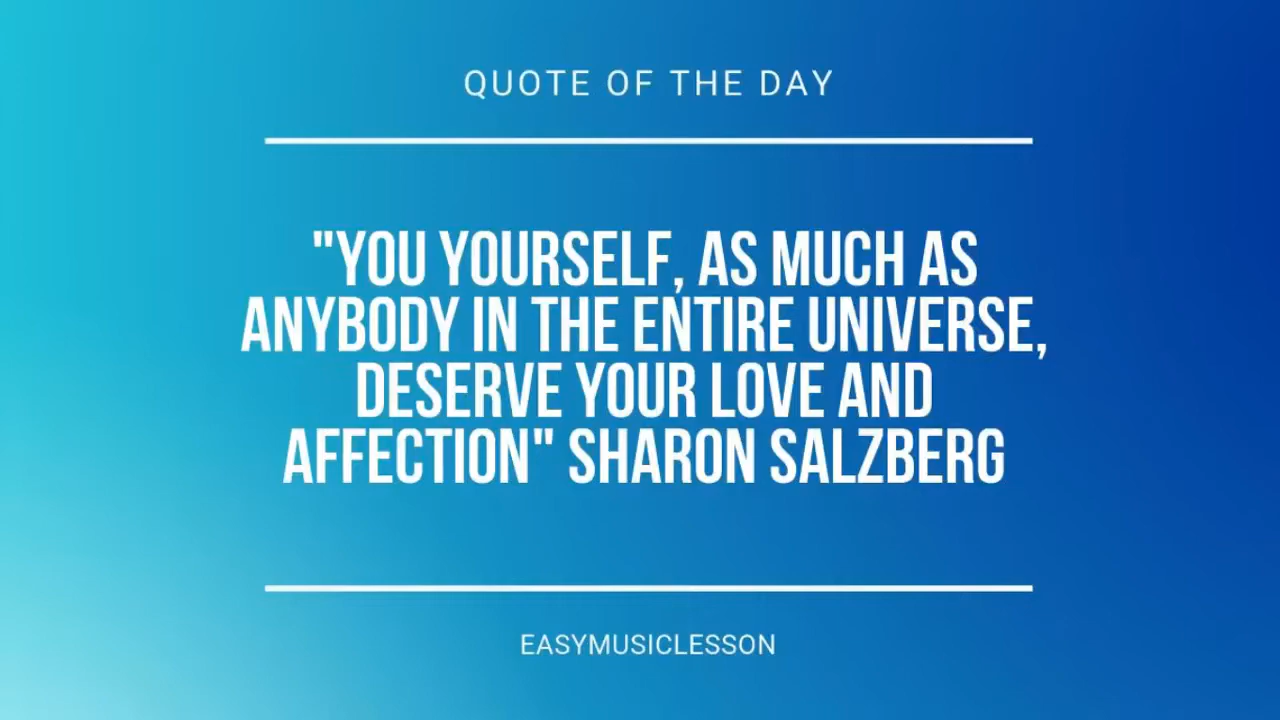 QUOTE OF THE DAY
"YOU YOURSELF, AS MUCH AS
ANYBODY IN THE ENTIRE UNIVERSE,
DESERVE YOUR LOVE AND
AFFECTION" SHARON SALZBERG
EASYMUSICLESSON